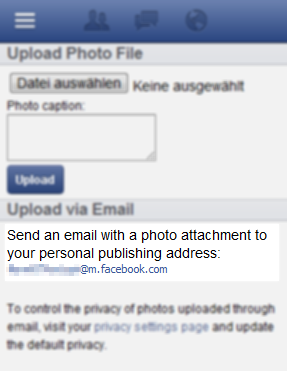 Upload Photo File
Datei auswählen Keine ausgewählt
Photo caption:
Upload
Upload via Email
Send an email with a photo attachment to
your personal publishing address:
@m.facebook.com
To control the privacy of photos uploaded through
email, visit your privacy settings page and update
the default privacy.